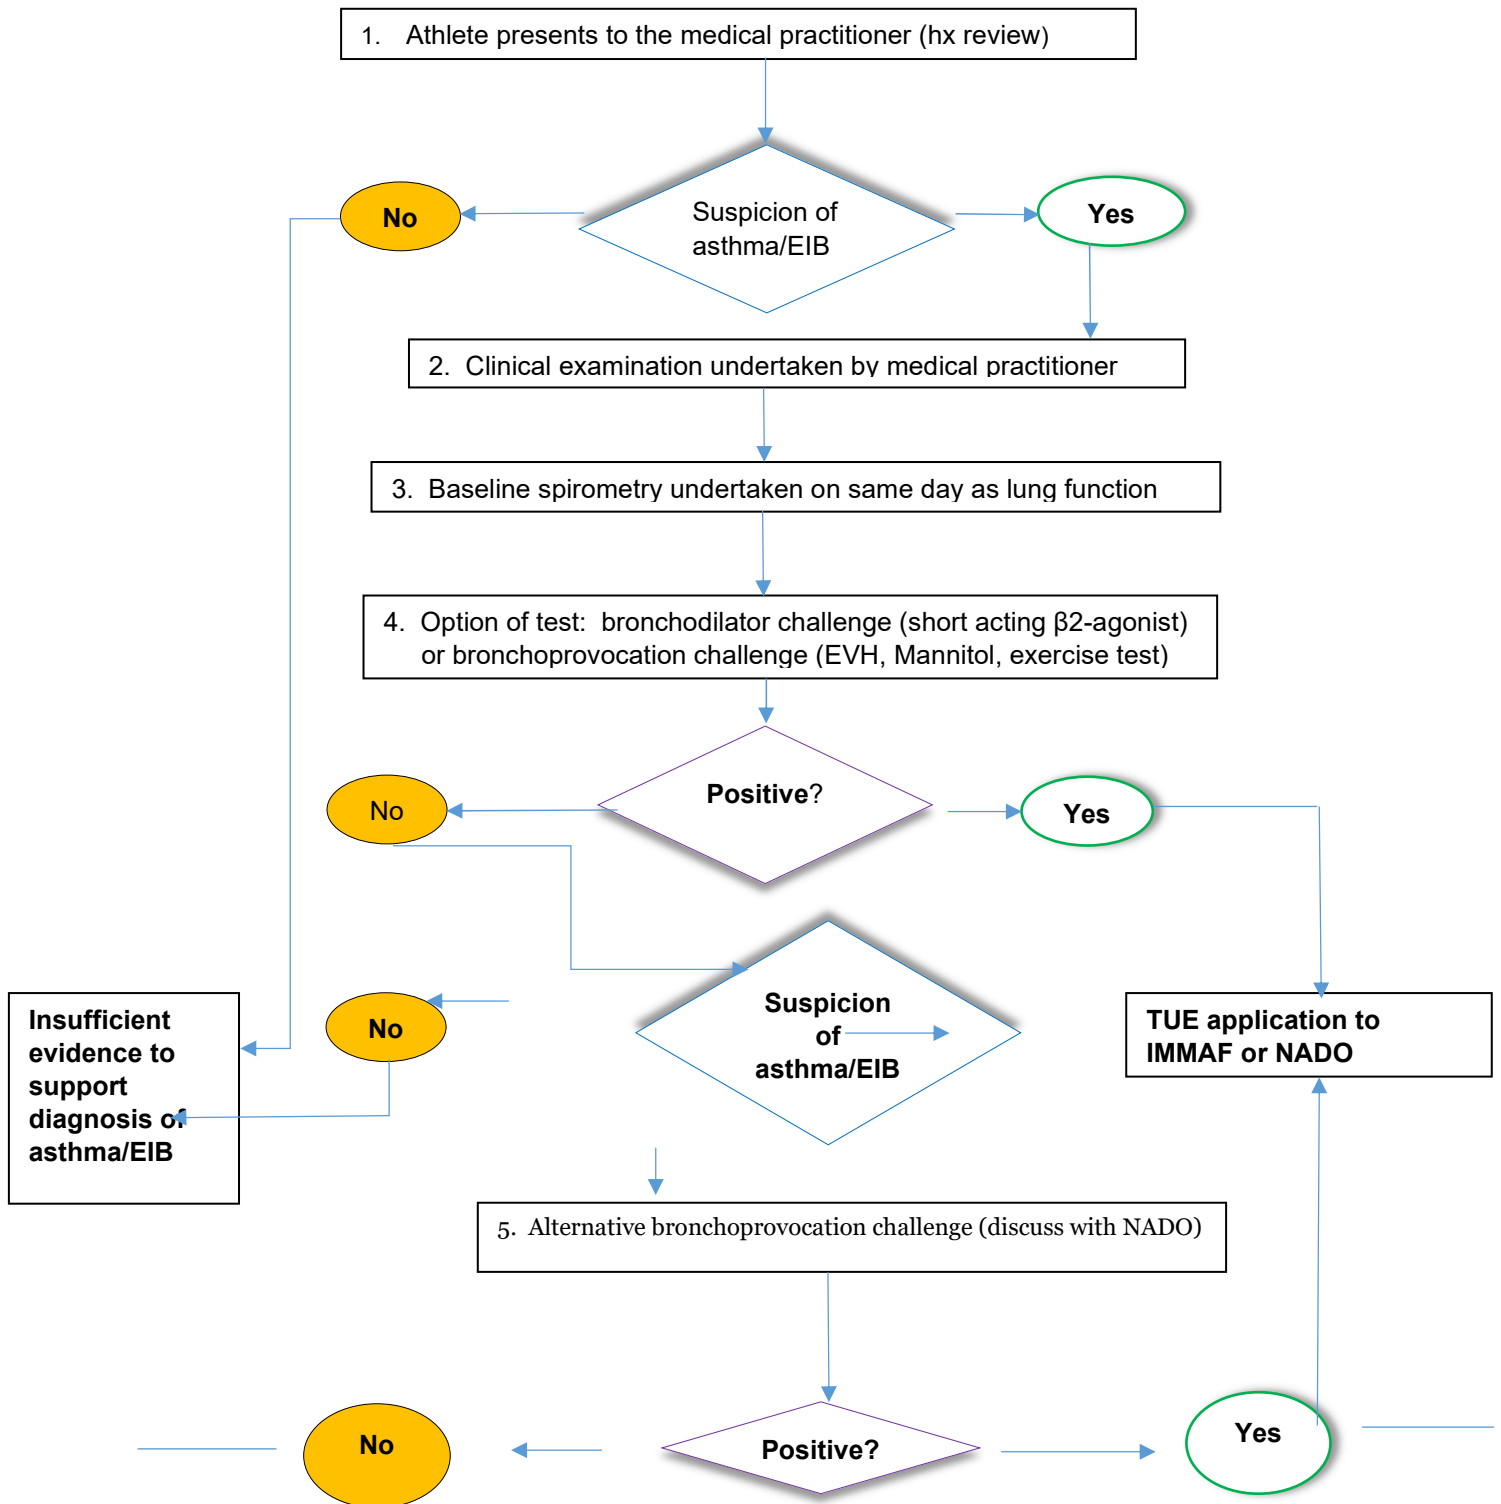 1. Athlete presents to the medical practitioner (hx review)
Suspicion of
asthma/EIB
No
Yes
2. Clinical examination undertaken by medical practitioner
3. Baseline spirometry undertaken on same day as lung function
4. Option of test: bronchodilator challenge (short acting β2-agonist)
or bronchoprovocation challenge (EVH, Mannitol, exercise test)
Positive?
No
Yes
Suspicion
of
asthma/EIB
No
Insufficient
evidence to
support
diagnosis of
asthma/EIB
TUE application to
IMMAF or NADO
5. Alternative bronchoprovocation challenge (discuss with NADO)
Positive?
No
Yes